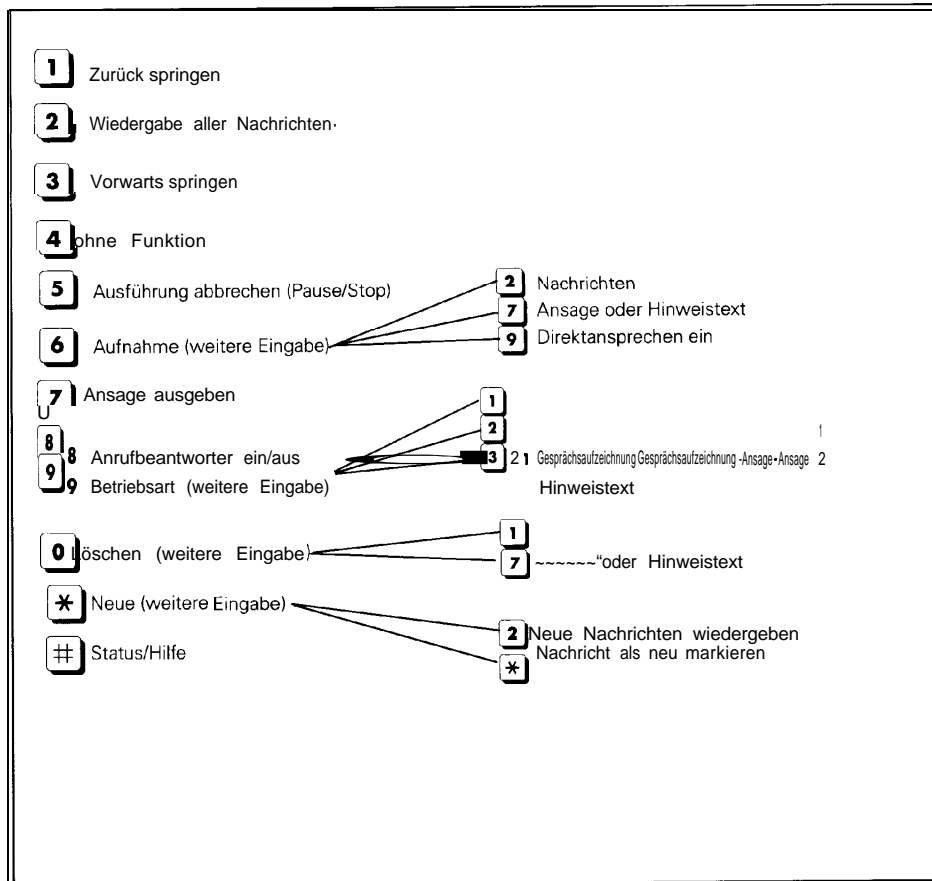 1 Zurück springen
2 Wiedergabe aller Nachrichten·
3 Vorwarts springen
4 ohne Funktion
5 Ausführung abbrechen (Pause/Stop)
2 Nachrichten
7 Ansage oder Hinweistext
9 Direktansprechen ein
6 Aufnahme (weitere Eingabe)
7 Ansage ausgeben
U
1
2
1
8 8 Anrufbeantworter ein/aus
3 2 1 Gesprächsaufzeichnung Gesprächsaufzeichnung -Ansage-Ansage 2
9 9 Betriebsart (weitere Eingabe)
Hinweistext
1
0 Löschen (weitere Eingabe)
7 ~~~~~~“oder Hinweistext
* Neue (weitere Eingabe)
2 Neue Nachrichten wiedergeben
# Status/Hilfe
* Nachricht als neu markieren